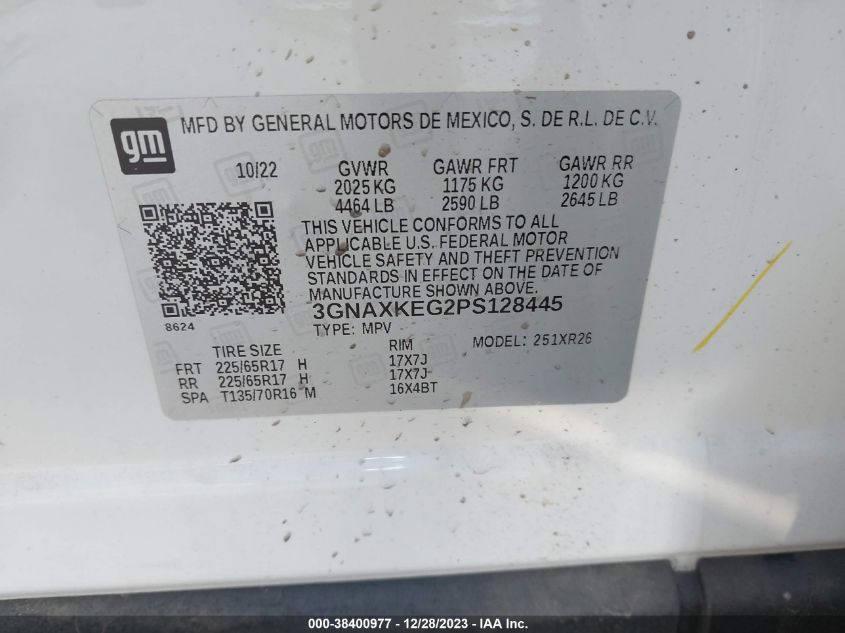 gm MFD BY GENERAL MOTORS DE MEXICO, S. DE R.L. DE C.V.
10/22 GVWR GAWR FRT GAWR RR
2025 KG 1175 KG 1200 KG
4464 LB 2590 LB 2645 LB
THIS VEHICLE CONFORMS TO ALL
APPLICABLE U.S. FEDERAL MOTOR
VEHICLE SAFETY AND THEFT PREVENTION
STANDARDS IN EFFECT ON THE DATE OF
MANUFACTURE SHOWN ABOVE.
3GNAXKEG2PS128445
8624 TYPE: MPV MODEL: 251XR26
TIRE SIZE RIM
FRT 225/65R17 H 17X7J
RR 225/65R17 H 17X7J
SPA T135/70R16 M 16X4BT
000-38400977 - 12/28/2023 - IAA Inc.